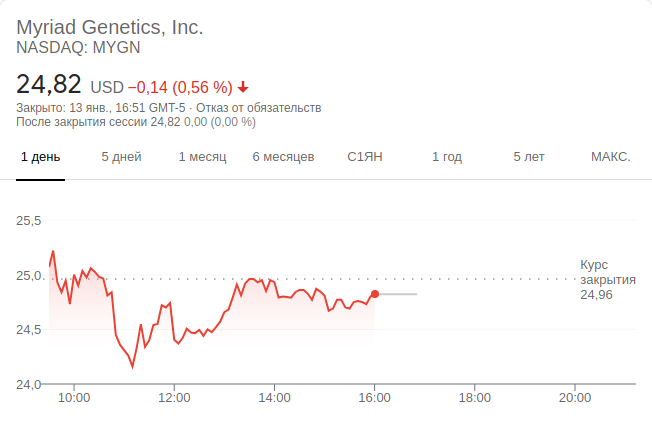 Myriad Genetics, Inc.
NASDAQ: MYGN
24,82 USD −0,14 (0,56 %)
Закрыто: 13 янв., 16:51 GMT-5 · Отказ от обязательств
После закрытия сессии 24,82 0,00 (0,00 %)
1 день 5 дней 1 месяц 6 месяцев С1ЯН 1 год 5 лет МАКС.
25,5
25,0
24,5
24,0
Курс
закрытия
24,96
10:00 12:00 14:00 16:00 18:00 20:00